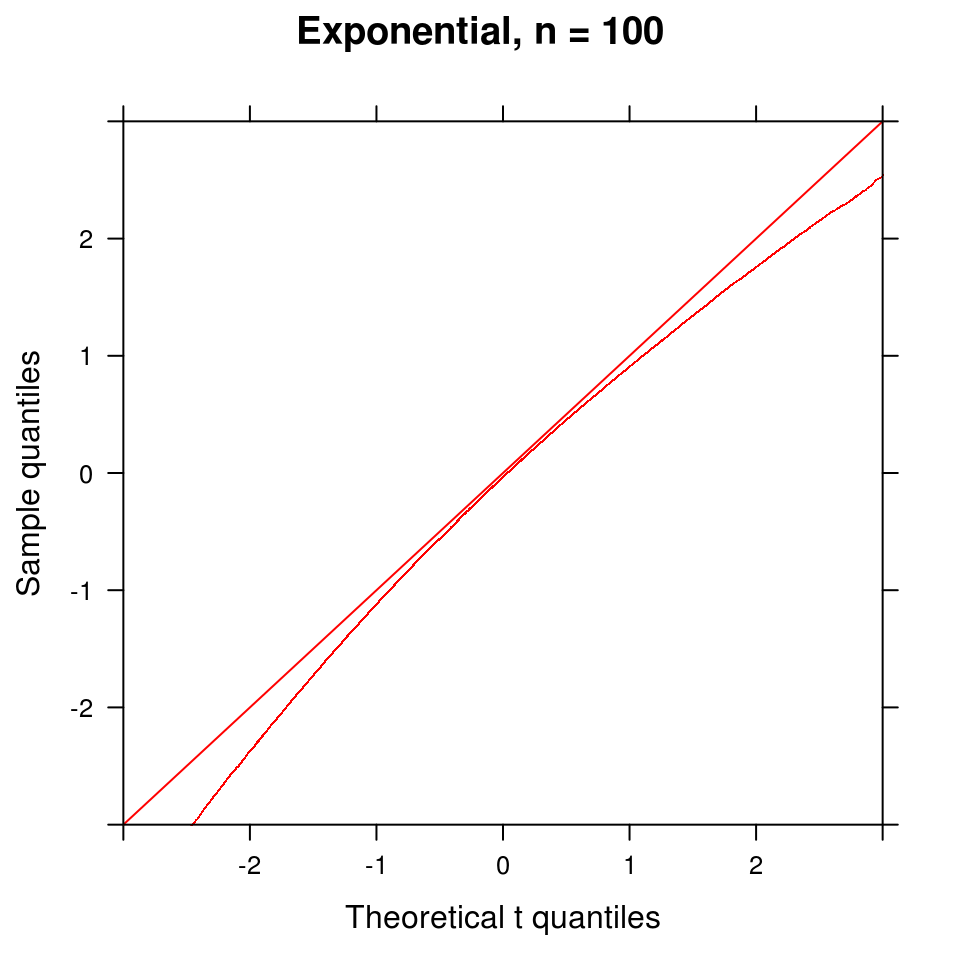 Exponential, n = 100
Sample quantiles
2
1
0
-1
-2
-2 -1 0 1 2
Theoretical t quantiles